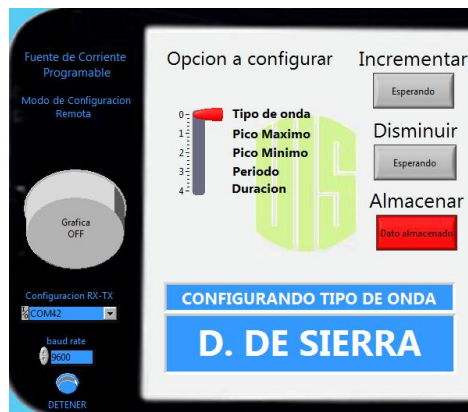 Fuente de Corriente
Programable
Modo de Configuracion
Remota
Grafica
OFF
Configuracion RX-TX
COM42
baud rate
9600
DETENER
Opcion a configurar
0
1
2
3
4
Tipo de onda
Pico Maximo
Pico Minimo
Periodo
Duracion
Incrementar
Esperando
Disminuir
Esperando
Almacenar
Dato almacenado
UIS
CONFIGURANDO TIPO DE ONDA
D. DE SIERRA